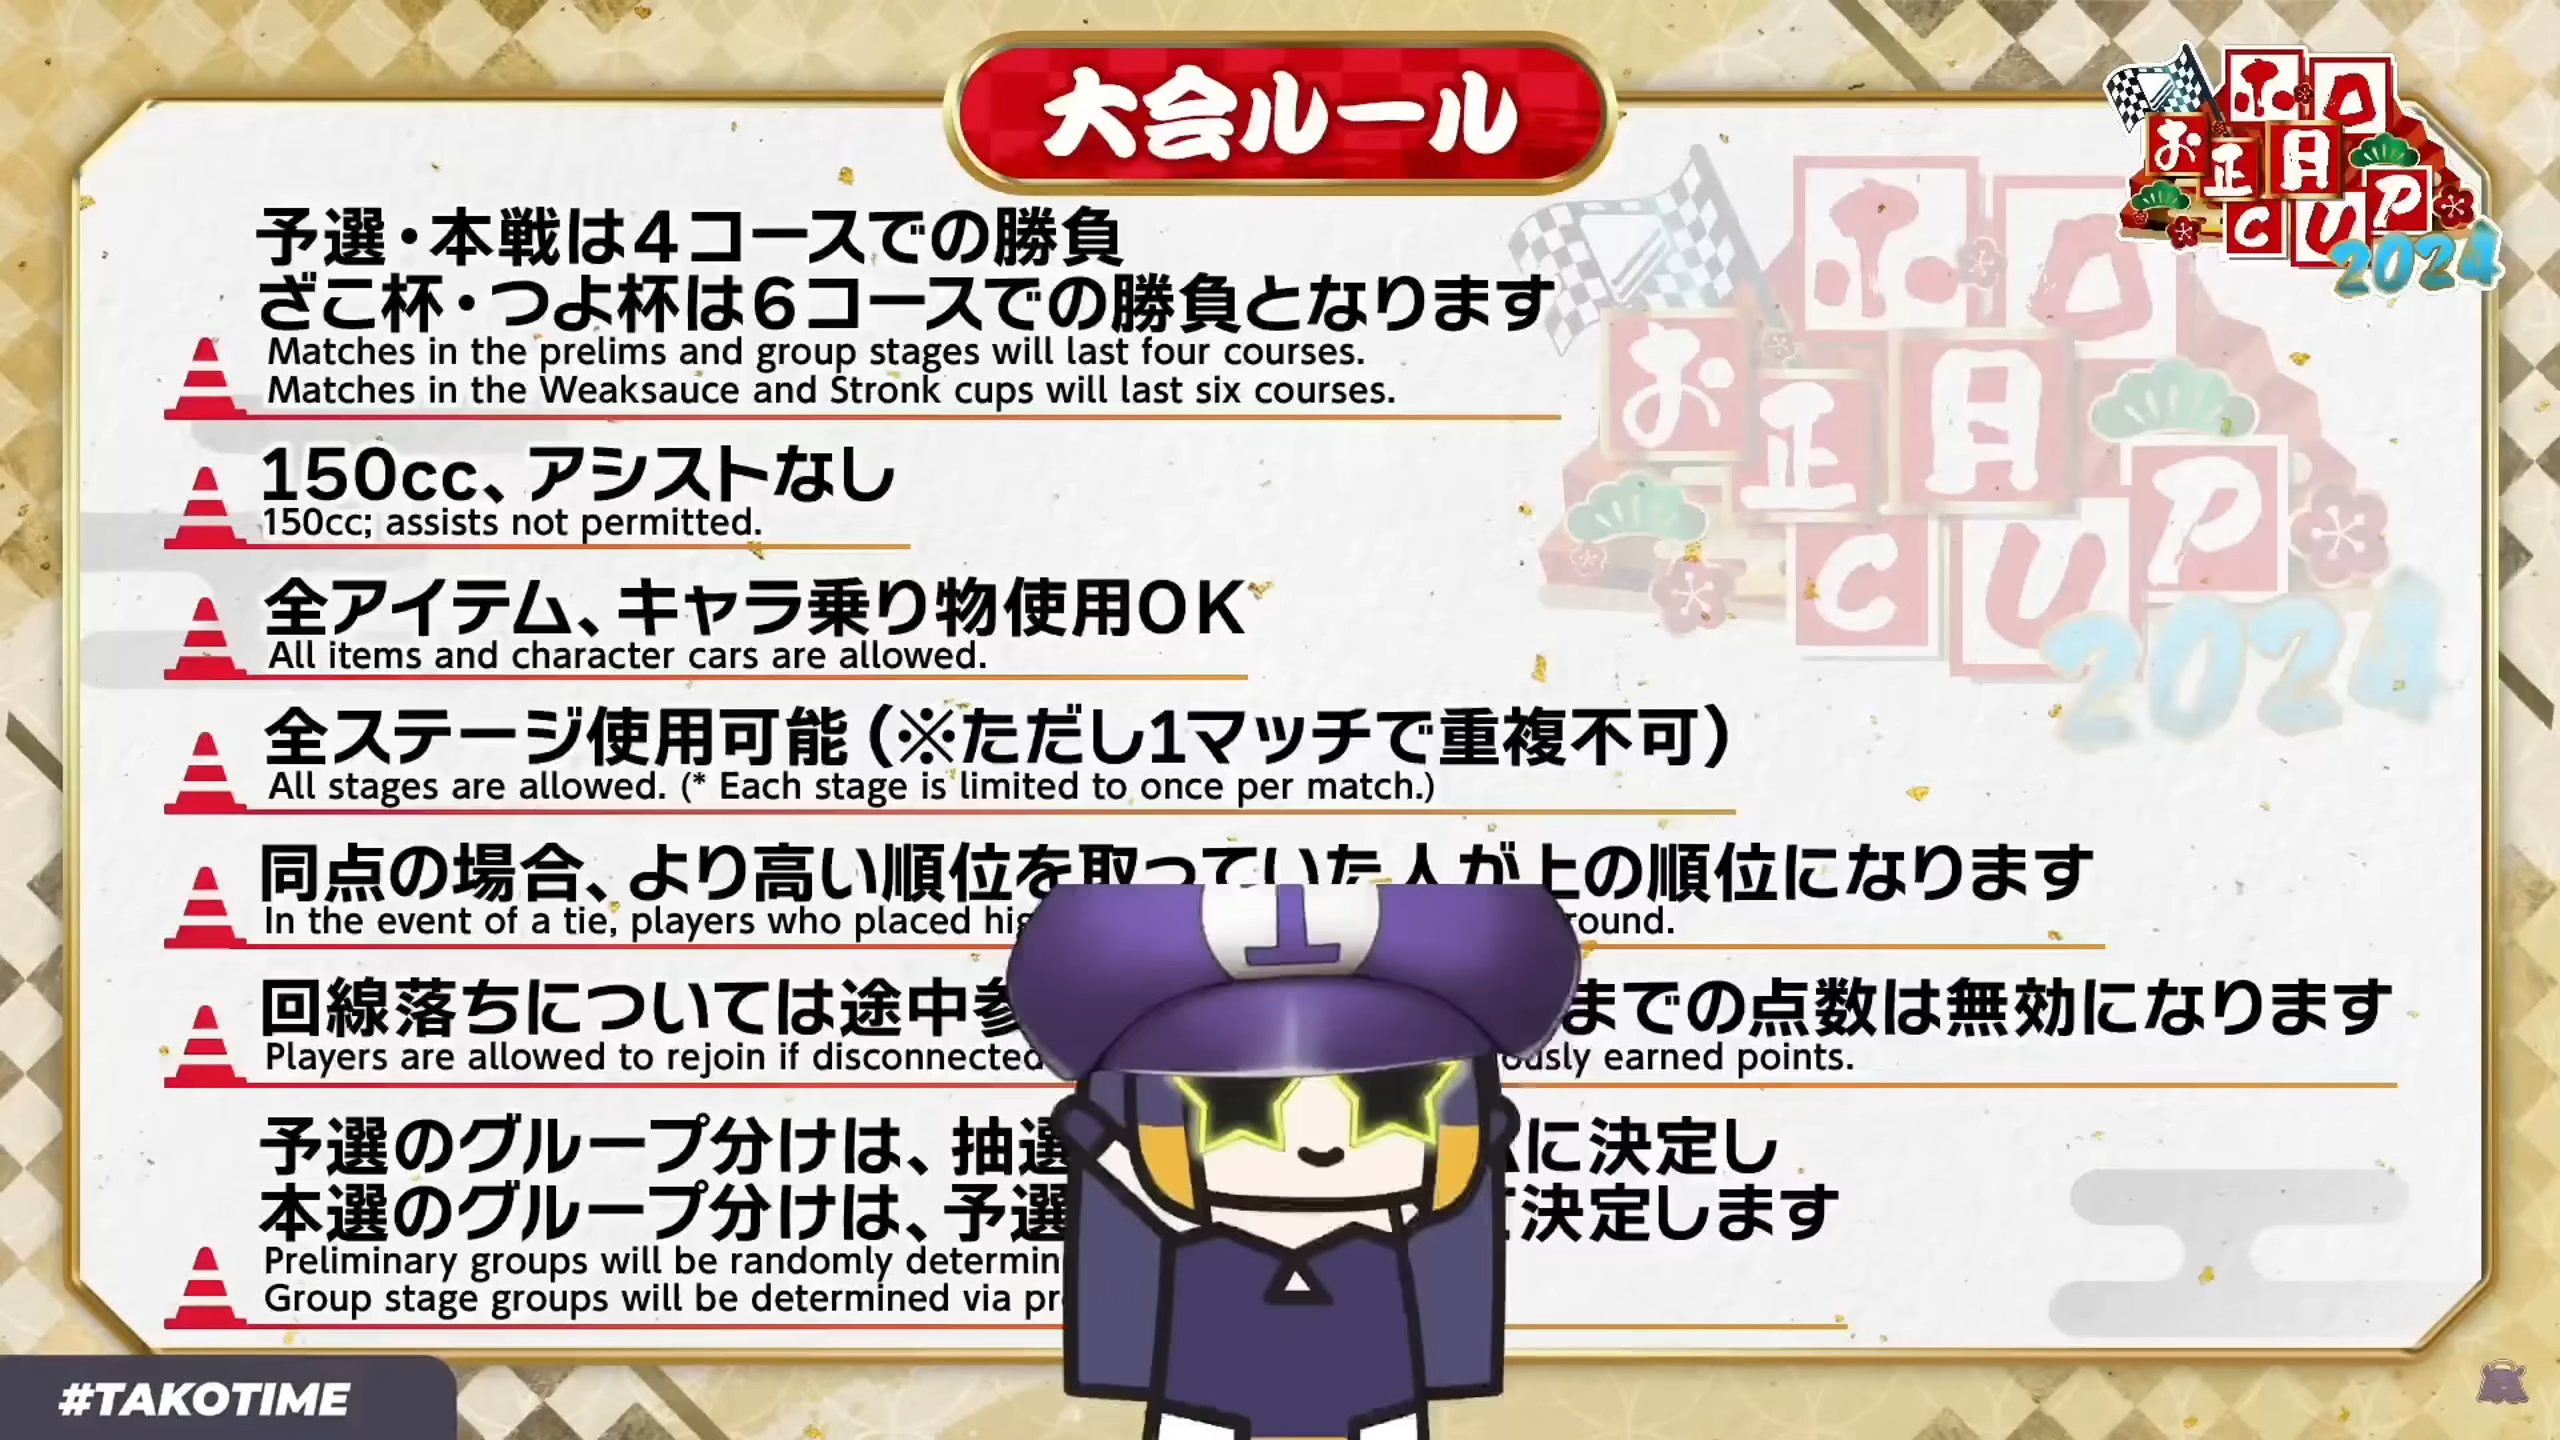 大会ルール
ホロ
お正月
CUP
2024
予選・本戦は4コースでの勝負
ざこ杯・つよ杯は6コースでの勝負となります
Matches in the prelims and group stages will last four courses.
Matches in the Weaksauce and Stronk cups will last six courses.
150cc、アシストなし
150cc; assists not permitted.
全アイテム、キャラ乗り物使用OK
All items and character cars are allowed.
全ステージ使用可能(※ただし1マッチで重複不可)
All stages are allowed. (* Each stage is limited to once per match.)
同点の場合、より高い順位を取っていた人が上の順位になります
In the event of a tie, players who placed round.
回線落ちについては途中 までの点数は無効になります
Players are allowed to rejoin if disconnected earned points.
予選のグループ分けは、抽選 に決定し
本選のグループ分けは、予選 決定します
Preliminary groups will be randomly
Group stage groups will be determined via
#TAKOTIME